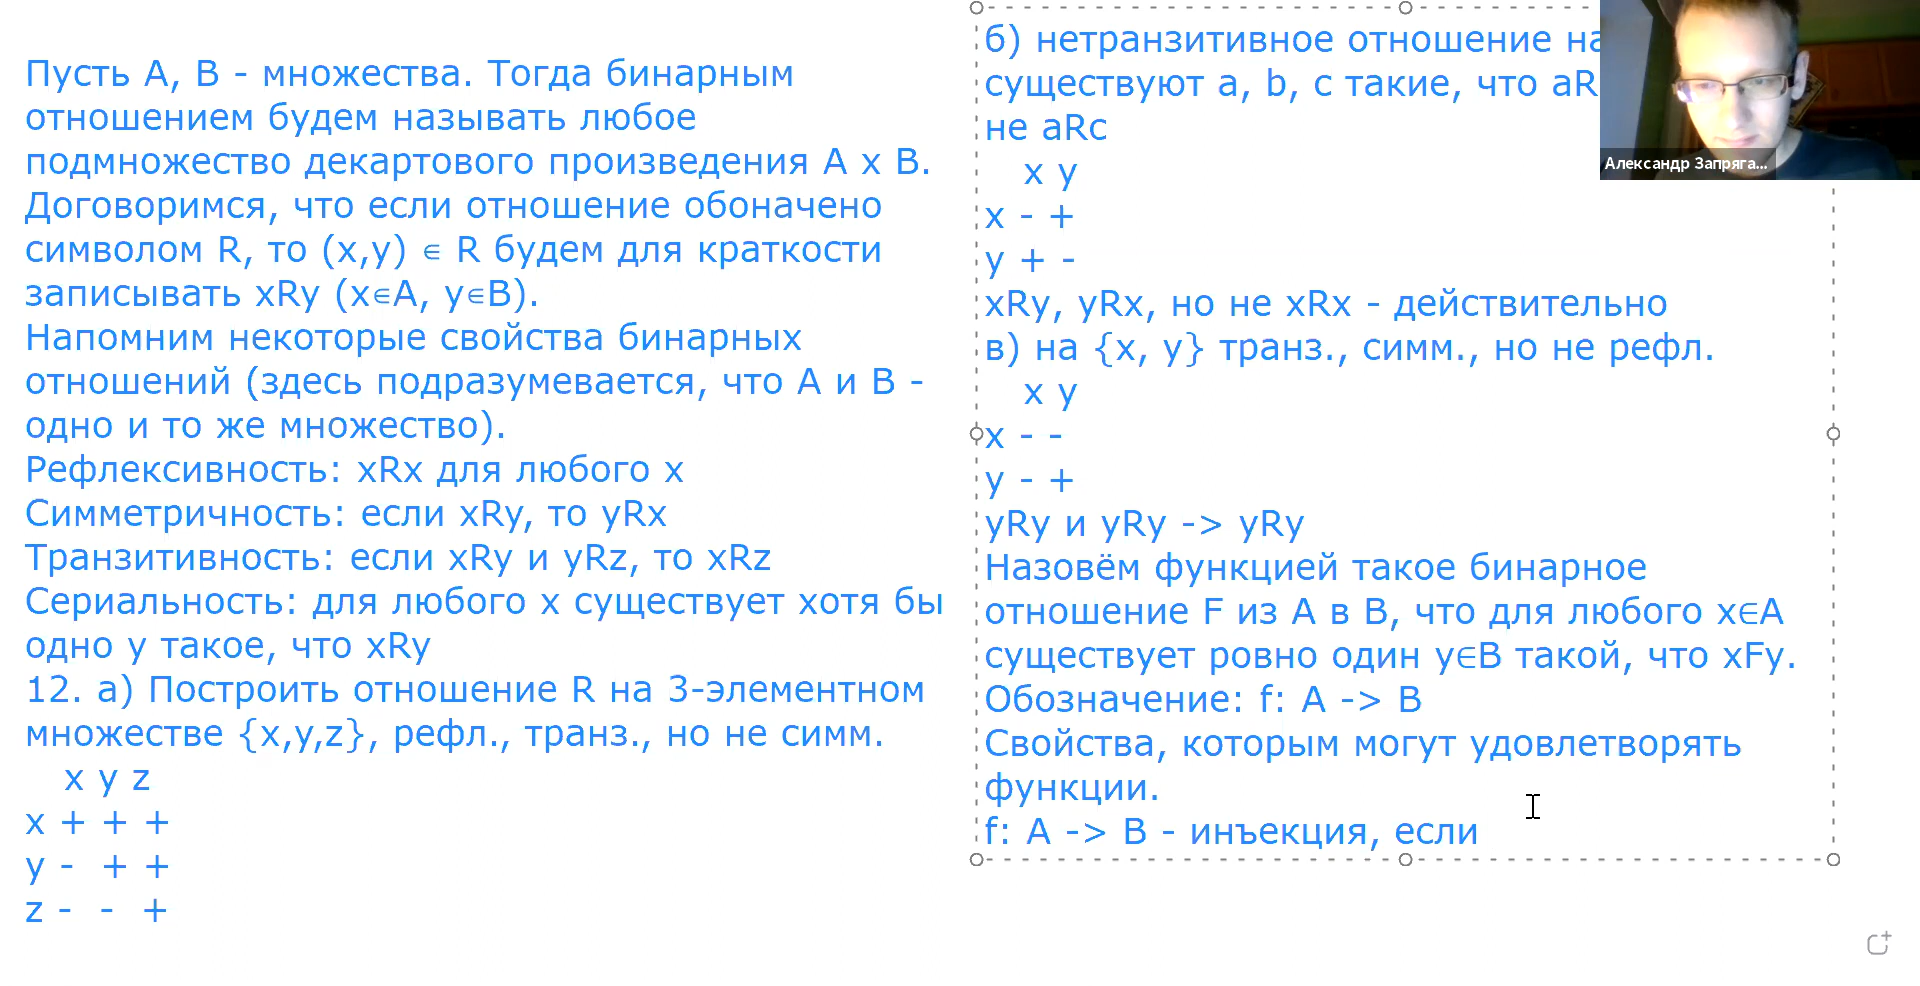 Пусть A, B - множества. Тогда бинарным
отношением будем называть любое
подмножество декартового произведения A x B.
Договоримся, что если отношение обоначено
символом R, то (x,y) ∈ R будем для краткости
записывать xRy (x∈A, y∈B).
Напомним некоторые свойства бинарных
отношений (здесь подразумевается, что A и B -
одно и то же множество).
Рефлексивность: xRx для любого x
Симметричность: если xRy, то yRx
Транзитивность: если xRy и yRz, то xRz
Сериальность: для любого x существует хотя бы
одно y такое, что xRy
12. а) Построить отношение R на 3-элементном
множестве {x,y,z}, рефл., транз., но не симм.
x y z
x + + +
y - + +
z - - +
б) нетранзитивное отношение на
существуют a, b, c такие, что aR
не aRc
x y
x - +
y + -
xRy, yRx, но не xRx - действительно
в) на {x, y} транз., симм., но не рефл.
x y
x - -
y - +
yRy и yRy -> yRy
Назовём функцией такое бинарное
отношение F из A в B, что для любого x∈A
существует ровно один y∈B такой, что xFy.
Обозначение: f: A -> B
Свойства, которым могут удовлетворять
функции.
f: A -> B - инъекция, если
Александр Запряга...